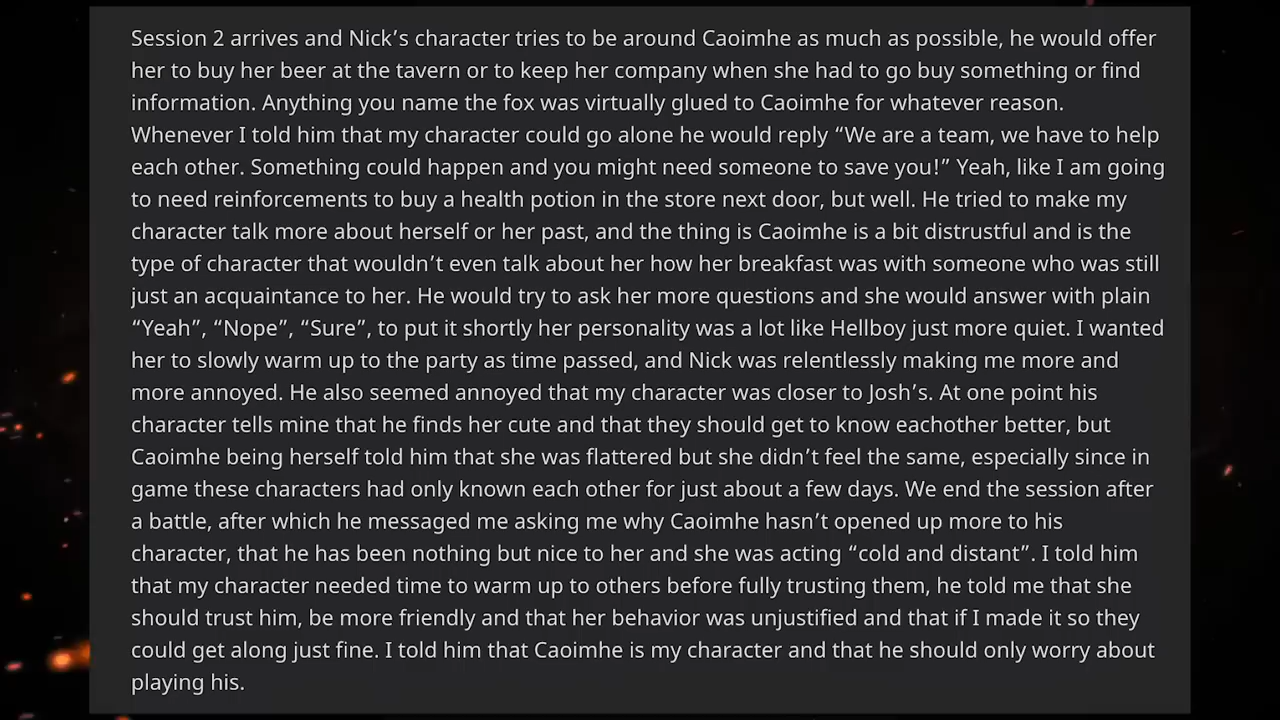 Session 2 arrives and Nick’s character tries to be around Caoimhe as much as possible, he would offer
her to buy her beer at the tavern or to keep her company when she had to go buy something or find
information. Anything you name the fox was virtually glued to Caoimhe for whatever reason.
Whenever I told him that my character could go alone he would reply “We are a team, we have to help
each other. Something could happen and you might need someone to save you!” Yeah, like I am going
to need reinforcements to buy a health potion in the store next door, but well. He tried to make my
character talk more about herself or her past, and the thing is Caoimhe is a bit distrustful and is the
type of character that wouldn’t even talk about her how her breakfast was with someone who was still
just an acquaintance to her. He would try to ask her more questions and she would answer with plain
“Yeah”, “Nope”, “Sure”, to put it shortly her personality was a lot like Hellboy just more quiet. I wanted
her to slowly warm up to the party as time passed, and Nick was relentlessly making me more and
more annoyed. He also seemed annoyed that my character was closer to Josh’s. At one point his
character tells mine that he finds her cute and that they should get to know eachother better, but
Caoimhe being herself told him that she was flattered but she didn’t feel the same, especially since in
game these characters had only known each other for just about a few days. We end the session after
a battle, after which he messaged me asking me why Caoimhe hasn’t opened up more to his
character, that he has been nothing but nice to her and she was acting “cold and distant”. I told him
that my character needed time to warm up to others before fully trusting them, he told me that she
should trust him, be more friendly and that her behavior was unjustified and that if I made it so they
could get along just fine. I told him that Caoimhe is my character and that he should only worry about
playing his.